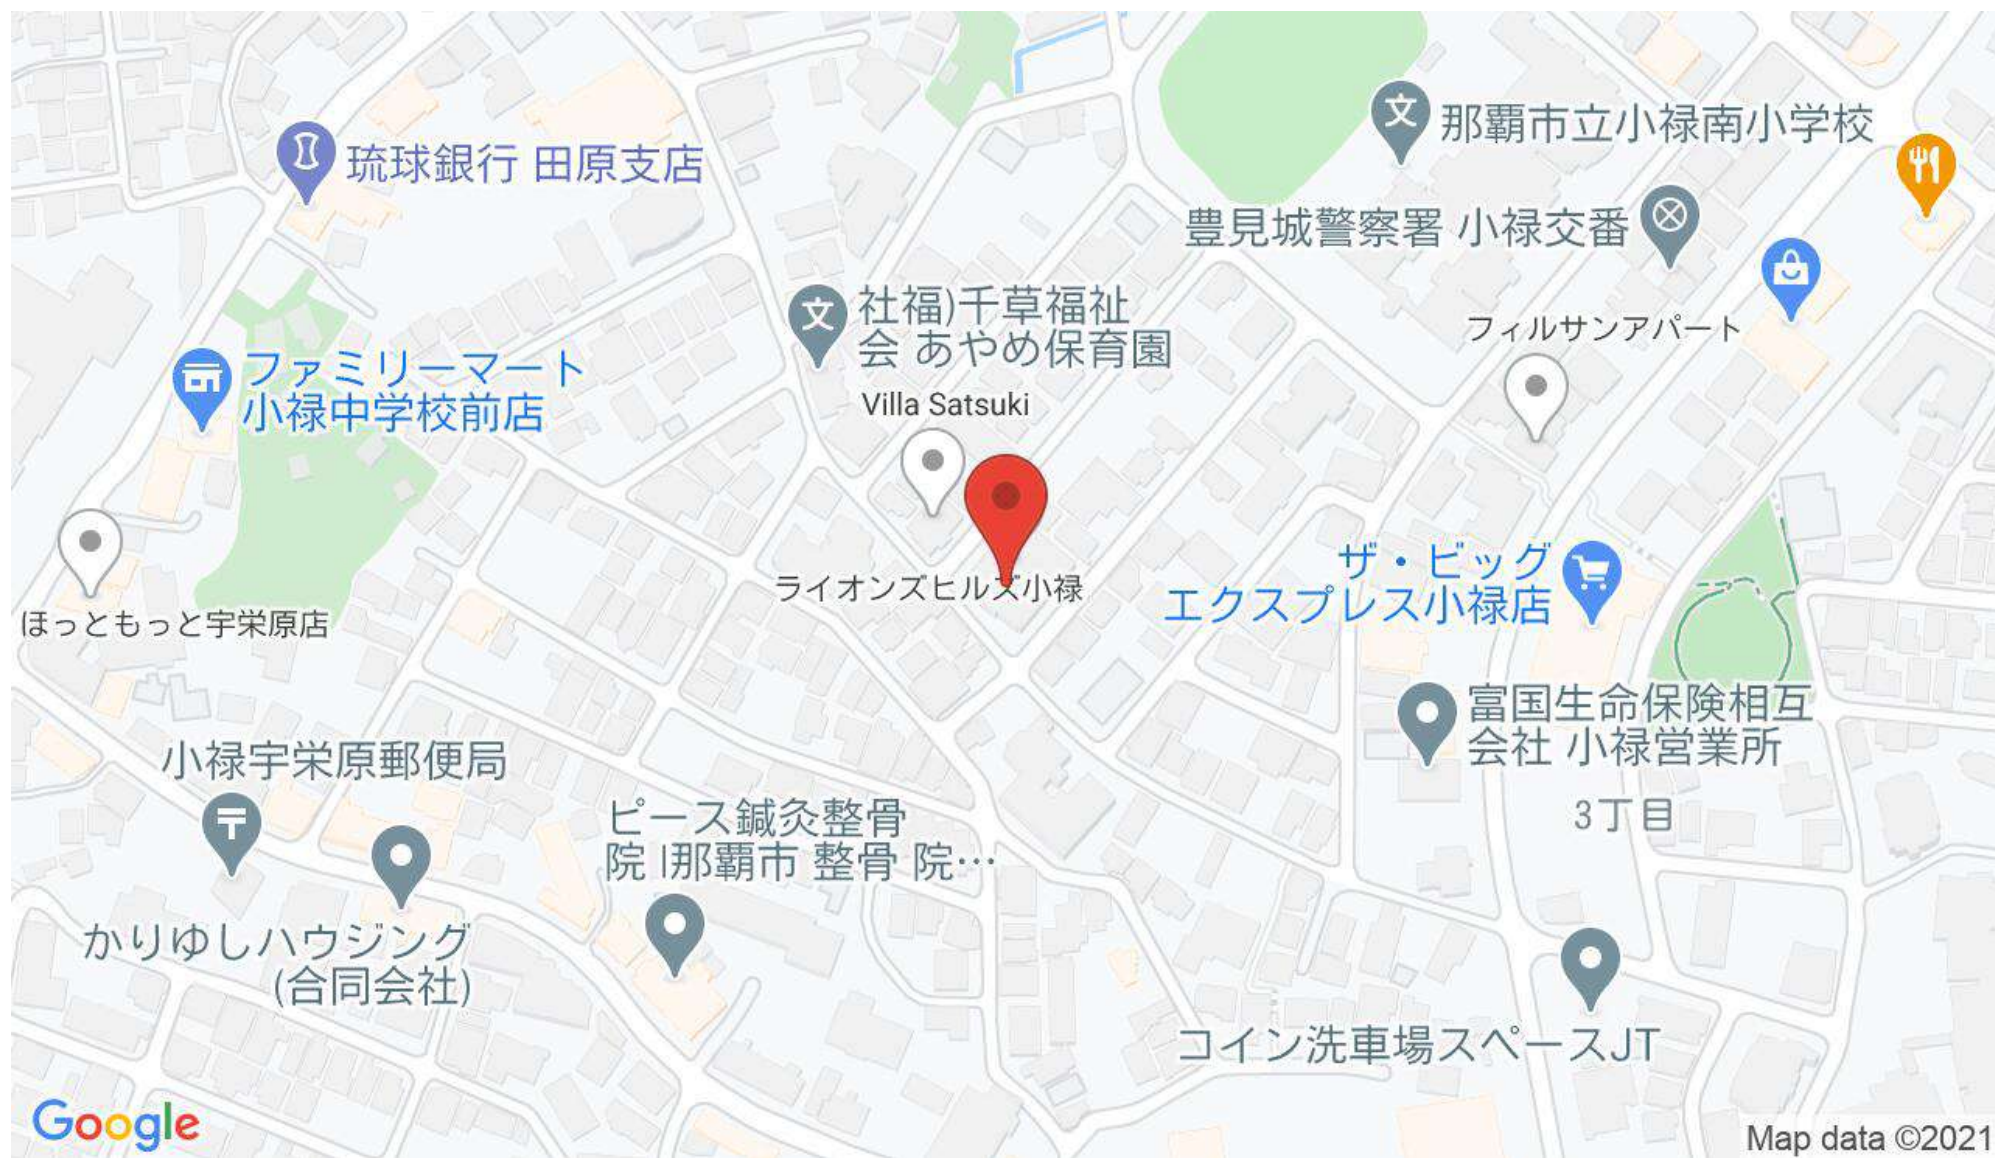 那覇市立小禄南小学校
琉球銀行 田原支店
豊見城警察署 小禄交番
社福)千草福祉
会 あやめ保育園
フィルサンアパート
ファミリーマート
小禄中学校前店
Villa Satsuki
ザ・ビッグ
エクスプレス小禄店
ライオンズヒルズ小禄
ほっともっと宇栄原店
富国生命保険相互
会社 小禄営業所
小禄宇栄原郵便局
3丁目
ピース鍼灸整骨
院 |那覇市 整骨 院…
かりゆしハウジング
(合同会社)
コイン洗車場スペースJT
Google
Map data ©2021